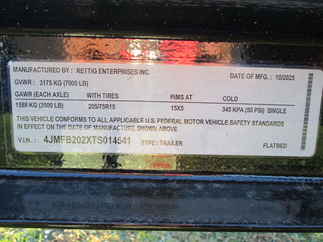 MANUFACTURED BY : RETTIG ENTERPRISES INC. DATE OF MFG. : 10/2025
GVWR : 3175 KG (7000 LBS)
GAWR (EACH AXLE) WITH TIRES RIMS AT COLD
1588 KG (3500 LBS) 205/75R15 15X5 345 KPA (50 PSI) SINGLE
THIS VEHICLE CONFORMS TO ALL APPLICABLE U.S. FEDERAL MOTOR VEHICLE SAFETY STANDARDS
IN EFFECT ON THE DATE OF MANUFACTURE SHOWN ABOVE
V.I.N. : 4JMFB202XTS014541 TYPE: TRAILER FLATBED